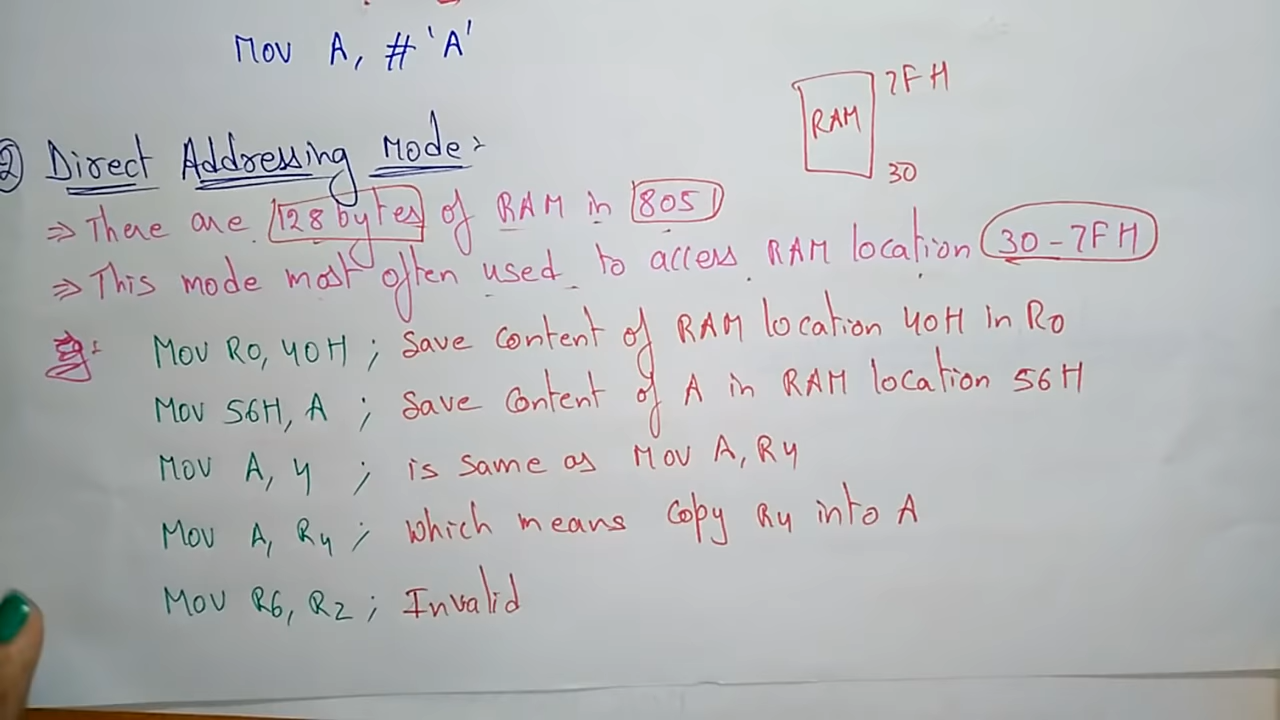 Mov A, # 'A'
RAM 7FH
30
② Direct Addressing Mode:
⇒ There are 128 bytes of RAM in 8051
⇒ This mode most often used to access RAM location 30-7FH
Eg: Mov R0, 40H ; Save content of RAM location 40H in R0
Mov 56H, A ; Save Content of A in RAM location 56H
Mov A, 4 ; is same as Mov A, R4
Mov A, R4 ; which means copy R4 into A
Mov R6, R2 ; Invalid